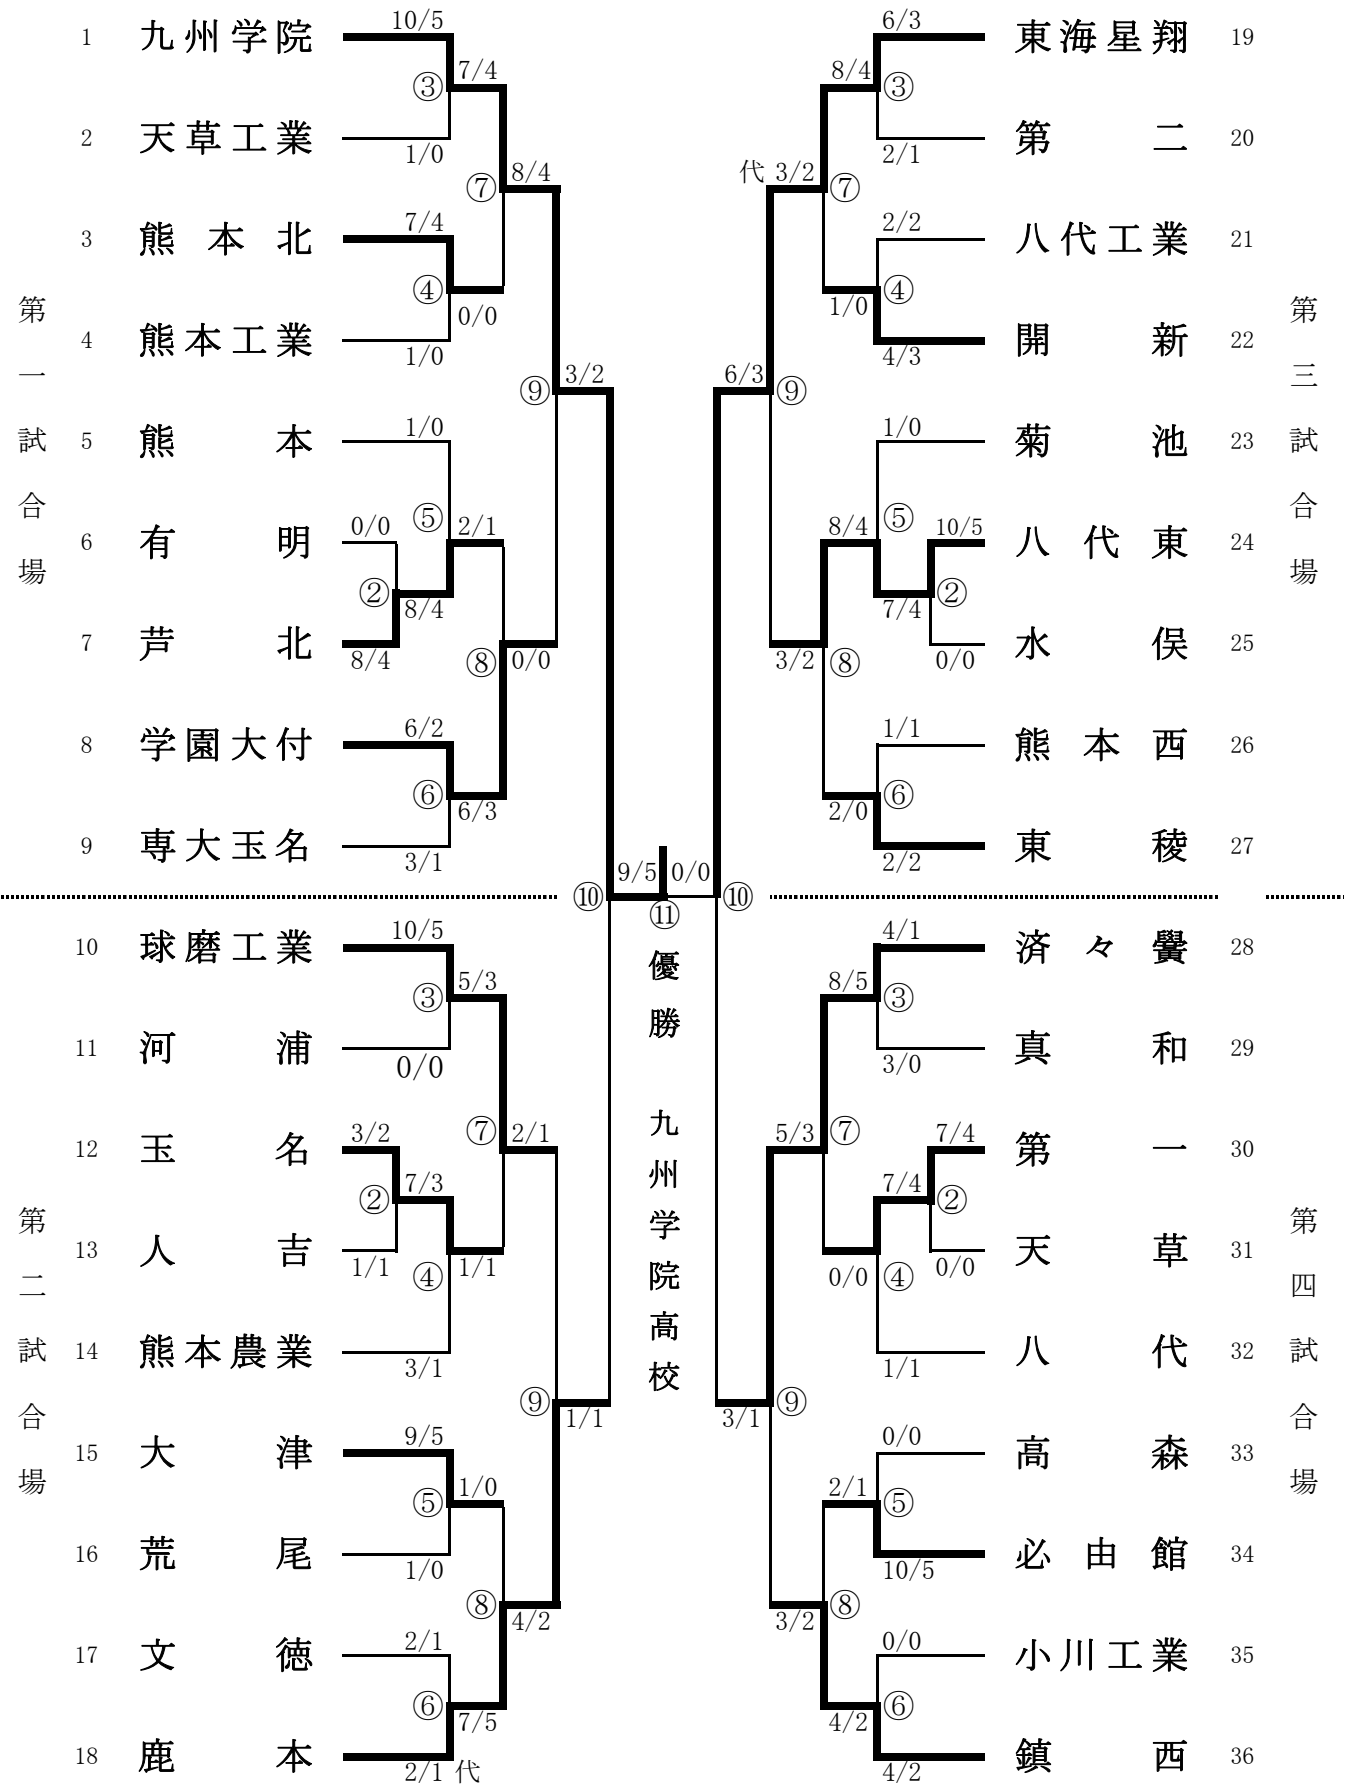 第一試合場
1 九州学院 10/5
③ 7/4
2 天草工業 1/0
⑦ 8/4
3 熊本北 7/4
④ 0/0
4 熊本工業 1/0
⑨ 3/2
5 熊本 1/0
⑤ 2/1
6 有明 0/0
② 8/4
7 芦北 8/4
⑧ 0/0
8 学園大付 6/2
⑥ 6/3
9 専大玉名 3/1
⑩ 9/5
第二試合場
10 球磨工業 10/5
③ 5/3
11 河浦 0/0
⑦ 2/1
12 玉名 3/2
② 7/3
13 人吉 1/1
④ 1/1
14 熊本農業 3/1
⑨ 1/1
15 大津 9/5
⑤ 1/0
16 荒尾 1/0
⑧ 4/2
17 文徳 2/1
⑥ 7/5
18 鹿本 2/1 代
⑪
優勝 九州学院高校
第三試合場
6/3 東海星翔 19
8/4 ③
2/1 第二 20
代 3/2 ⑦
2/2 八代工業 21
1/0 ④
4/3 開新 22
6/3 ⑨
1/0 菊池 23
8/4 ⑤
10/5 八代東 24
7/4 ②
0/0 水俣 25
3/2 ⑧
1/1 熊本西 26
2/0 ⑥
2/2 東稜 27
0/0 ⑩
第四試合場
4/1 済々黌 28
8/5 ③
3/0 真和 29
5/3 ⑦
7/4 第一 30
7/4 ②
0/0 天草 31
0/0 ④
1/1 八代 32
3/1 ⑨
0/0 高森 33
2/1 ⑤
10/5 必由館 34
3/2 ⑧
0/0 小川工業 35
4/2 ⑥
4/2 鎮西 36